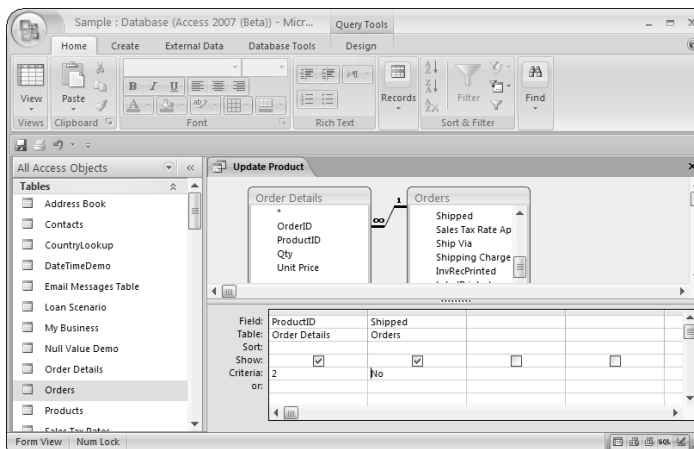 Sample : Database (Access 2007 (Beta)) - Micr...
Query Tools
Home Create External Data Database Tools Design
View
Paste
B I U
Records
Filter
Find
Views Clipboard Font Rich Text Sort & Filter
All Access Objects
Update Product
Tables
Address Book
Contacts
CountryLookup
DateTimeDemo
Email Messages Table
Loan Scenario
My Business
Null Value Demo
Order Details
Orders
Products
Sales Tax Rates
Order Details
*
OrderID
ProductID
Qty
Unit Price
∞ 1
Orders
Shipped
Sales Tax Rate Ap
Ship Via
Shipping Charge
InvRecPrinted
Field: ProductID Shipped
Table: Order Details Orders
Sort:
Show:
Criteria: 2 No
or:
Form View Num Lock SQL